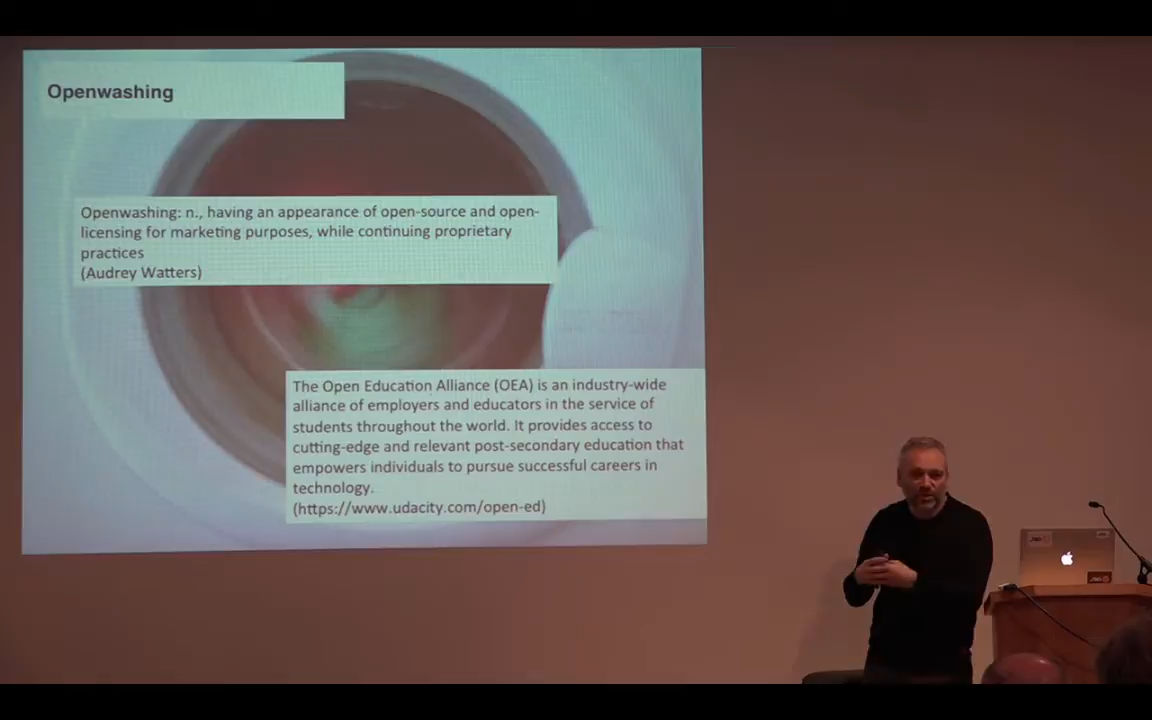 Openwashing
Openwashing: n., having an appearance of open-source and open-
licensing for marketing purposes, while continuing proprietary
practices
(Audrey Watters)
The Open Education Alliance (OEA) is an industry-wide
alliance of employers and educators in the service of
students throughout the world. It provides access to
cutting-edge and relevant post-secondary education that
empowers individuals to pursue successful careers in
technology.
(https://www.udacity.com/open-ed)